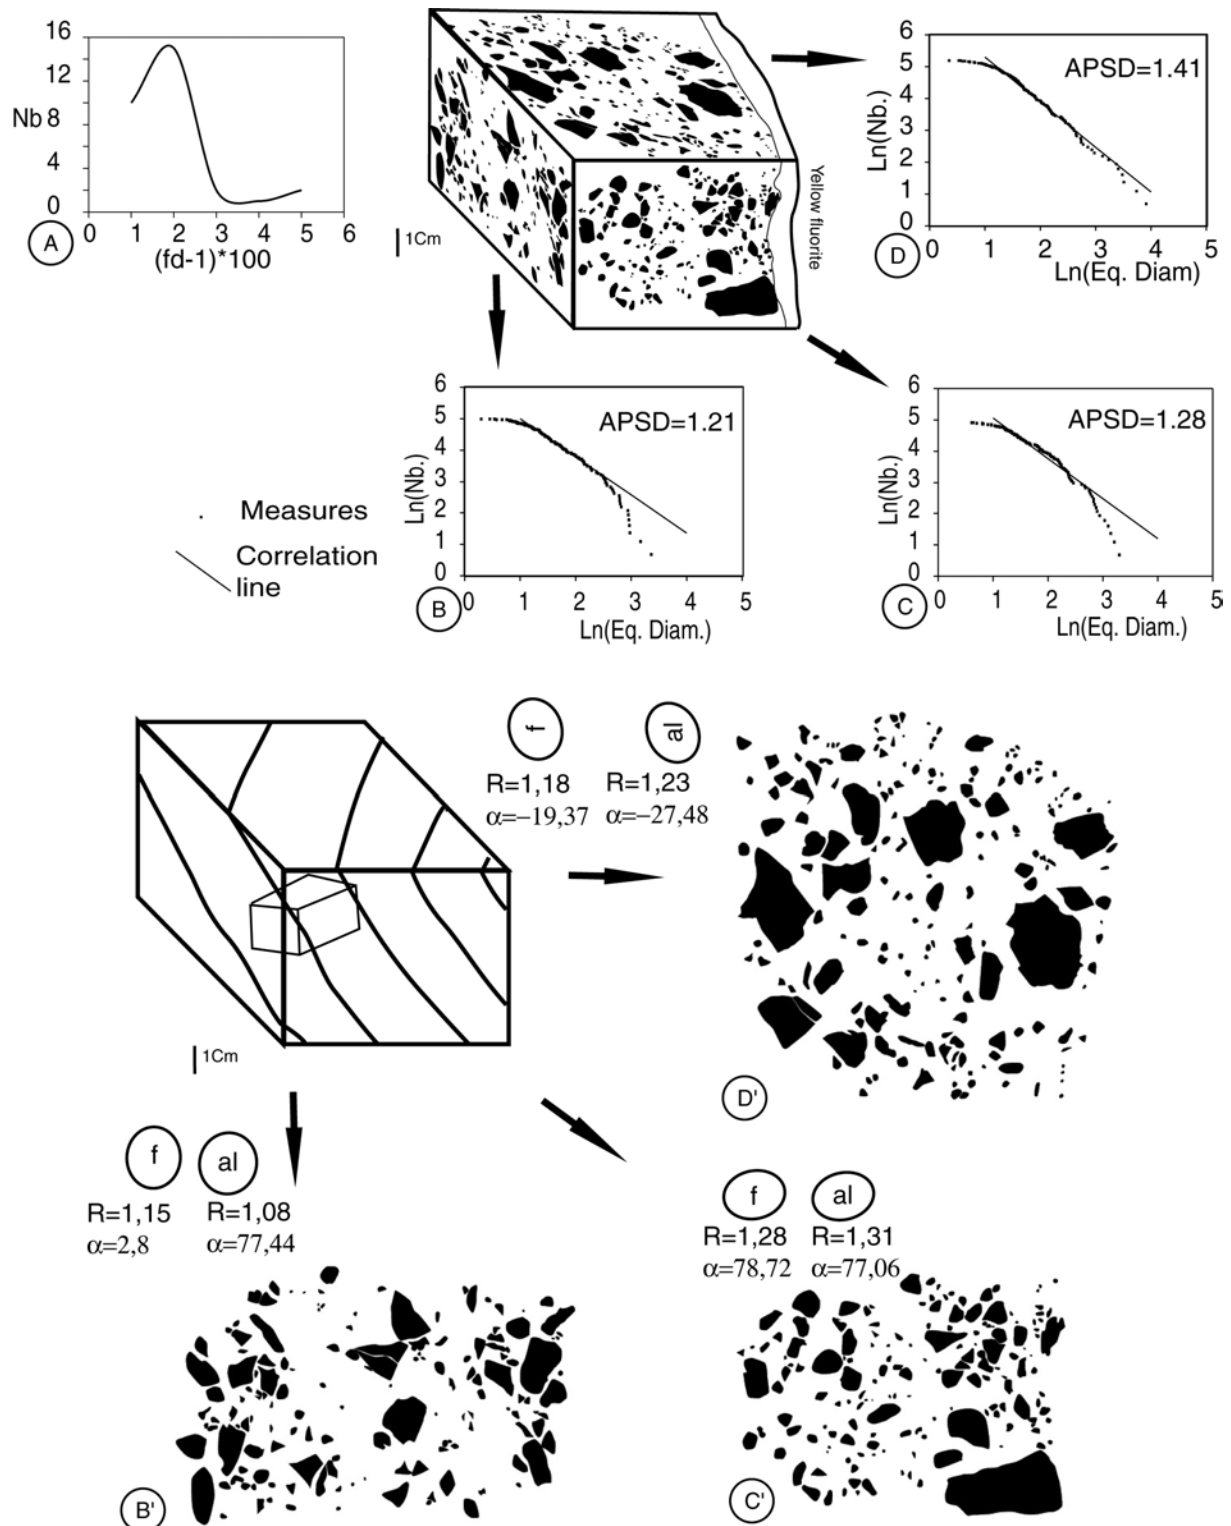 16
12
Nb 8
4
0
0 1 2 3 4 5 6
(fd-1)*100
A
1Cm
Yellow fluorite
6
5
4
3
2
1
0
Ln(Nb.)
APSD=1.41
0 1 2 3 4 5
Ln(Eq. Diam)
D
Measures
Correlation
line
6
5
4
3
2
1
0
Ln(Nb.)
APSD=1.21
0 1 2 3 4 5
Ln(Eq. Diam.)
B
6
5
4
3
2
1
0
Ln(Nb.)
APSD=1.28
0 1 2 3 4 5
Ln(Eq. Diam.)
C
f al
R=1,18 R=1,23
α=–19,37 α=–27,48
1Cm
D'
f al
R=1,15 R=1,08
α=2,8 α=77,44
B'
f al
R=1,28 R=1,31
α=78,72 α=77,06
C'